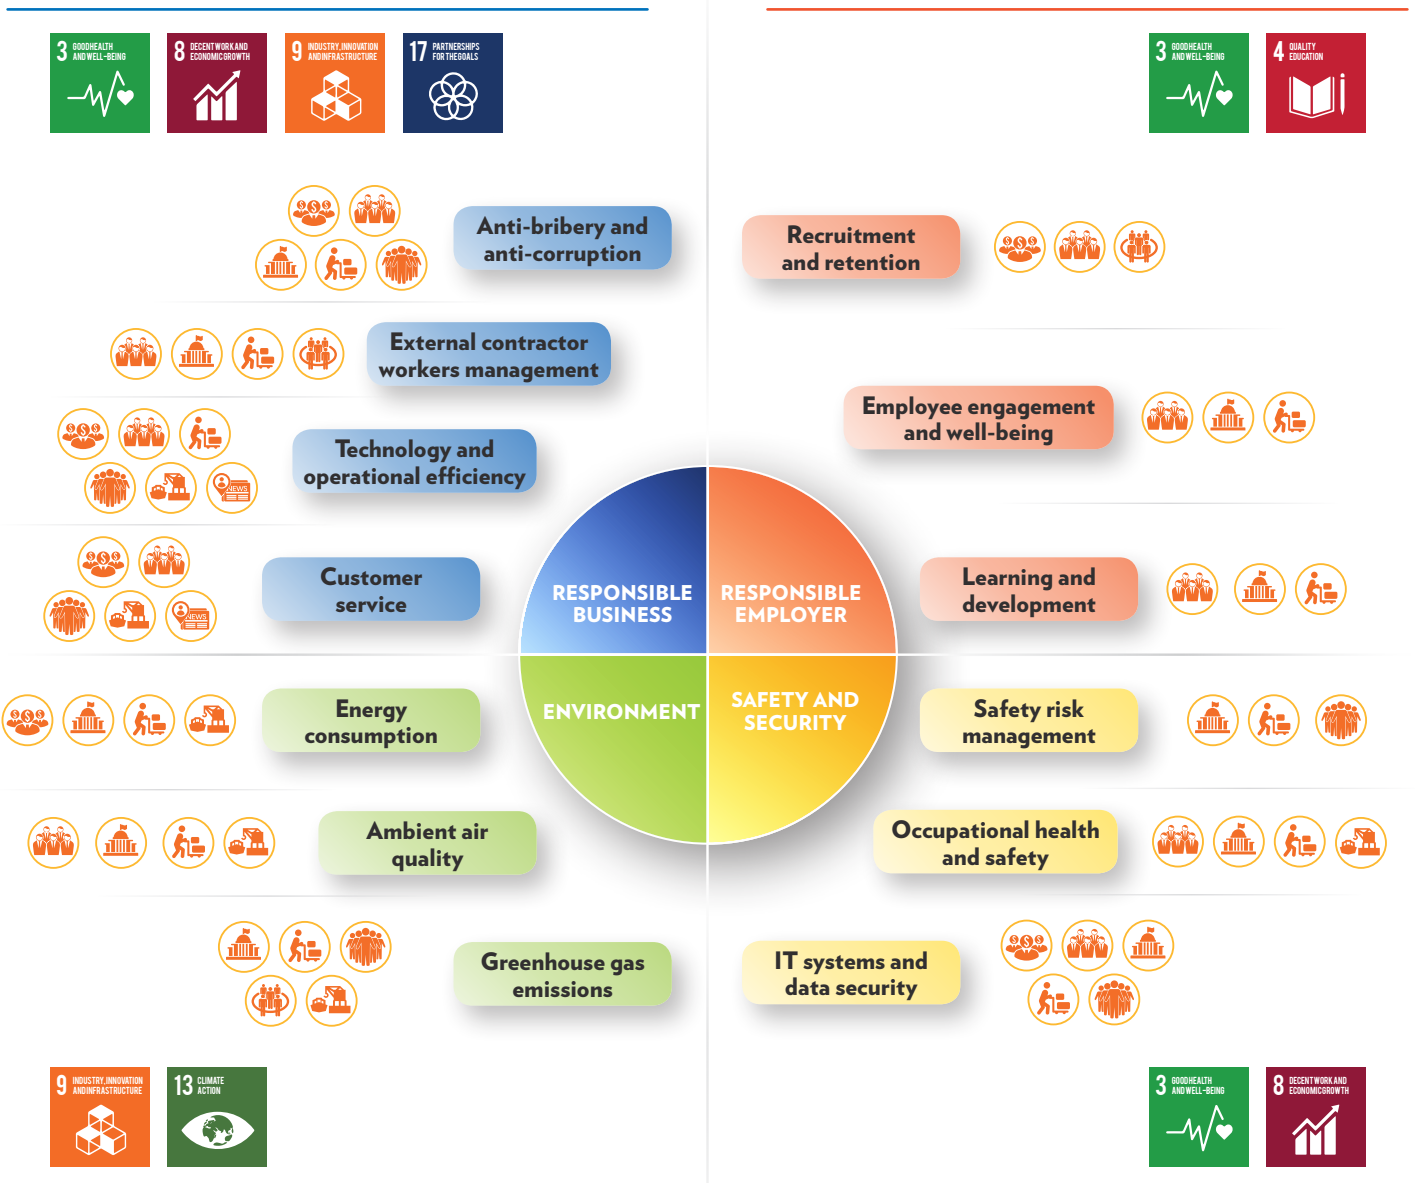 3 GOOD HEALTH
AND WELL-BEING
8 DECENT WORK AND
ECONOMIC GROWTH
9 INDUSTRY, INNOVATION
AND INFRASTRUCTURE
17 PARTNERSHIPS
FOR THE GOALS
3 GOOD HEALTH
AND WELL-BEING
4 QUALITY
EDUCATION
Anti-bribery and
anti-corruption
External contractor
workers management
Technology and
operational efficiency
NEWS
Customer
service
NEWS
Energy
consumption
Ambient air
quality
Greenhouse gas
emissions
RESPONSIBLE
BUSINESS
RESPONSIBLE
EMPLOYER
ENVIRONMENT
SAFETY AND
SECURITY
Recruitment
and retention
Employee engagement
and well-being
Learning and
development
Safety risk
management
Occupational health
and safety
IT systems and
data security
9 INDUSTRY, INNOVATION
AND INFRASTRUCTURE
13 CLIMATE
ACTION
3 GOOD HEALTH
AND WELL-BEING
8 DECENT WORK AND
ECONOMIC GROWTH